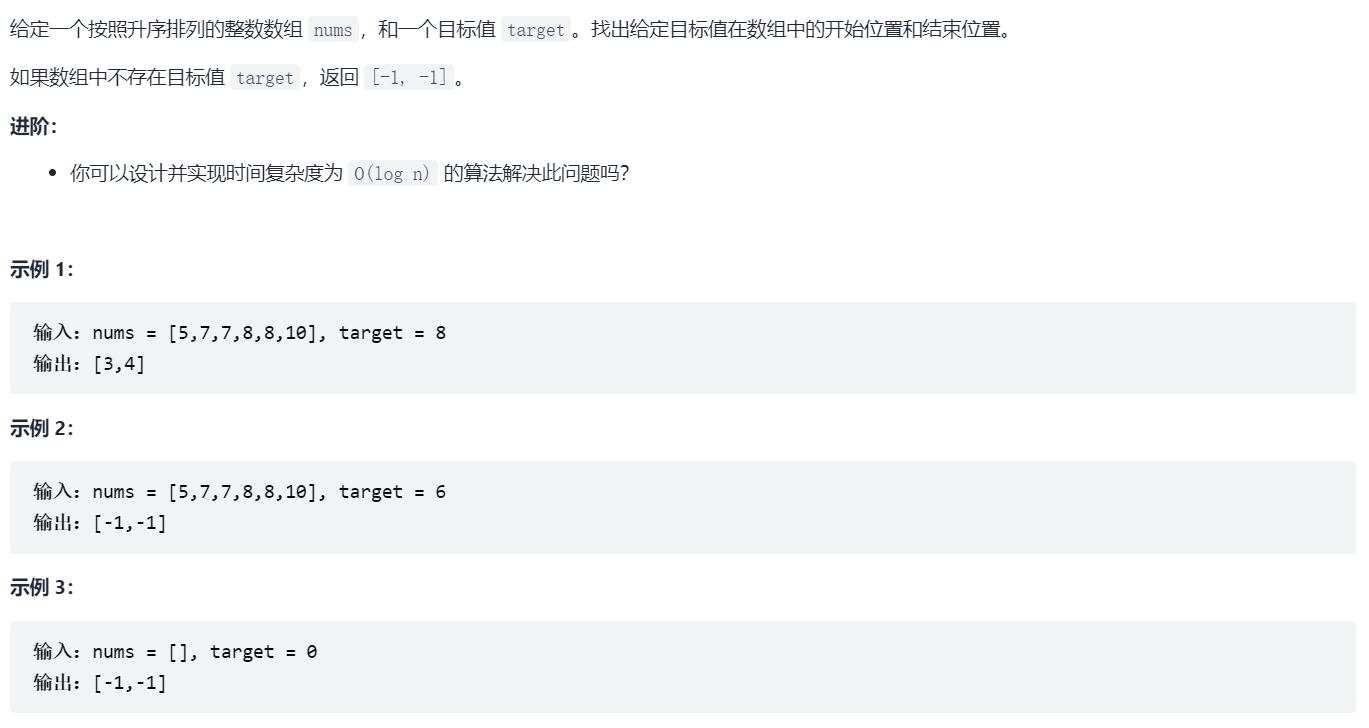 给定一个按照升序排列的整数数组 nums，和一个目标值 target。找出给定目标值在数组中的开始位置和结束位置。
如果数组中不存在目标值 target，返回 [-1, -1]。
进阶：
• 你可以设计并实现时间复杂度为 O(log n) 的算法解决此问题吗？
示例 1：
输入：nums = [5,7,7,8,8,10], target = 8
输出：[3,4]
示例 2：
输入：nums = [5,7,7,8,8,10], target = 6
输出：[-1,-1]
示例 3：
输入：nums = [], target = 0
输出：[-1,-1]